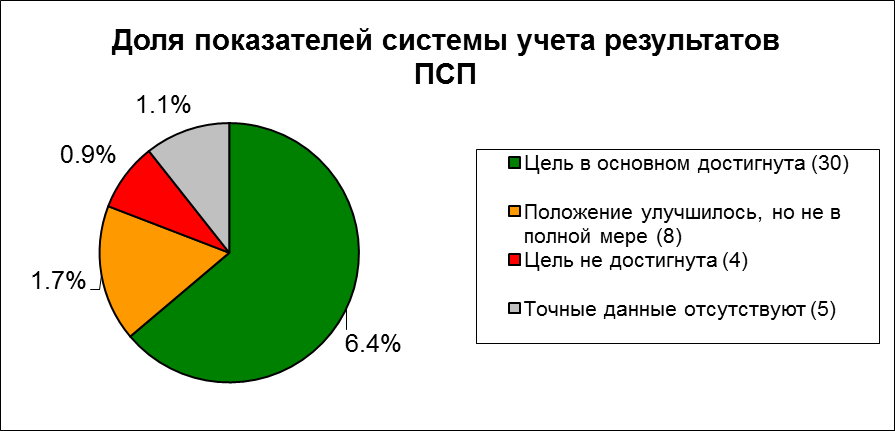 Доля показателей системы учета результатов
ПСП
1.1%
0.9%
1.7%
6.4%
Цель в основном достигнута (30)
Положение улучшилось, но не в
полной мере (8)
Цель не достигнута (4)
Точные данные отсутствуют (5)